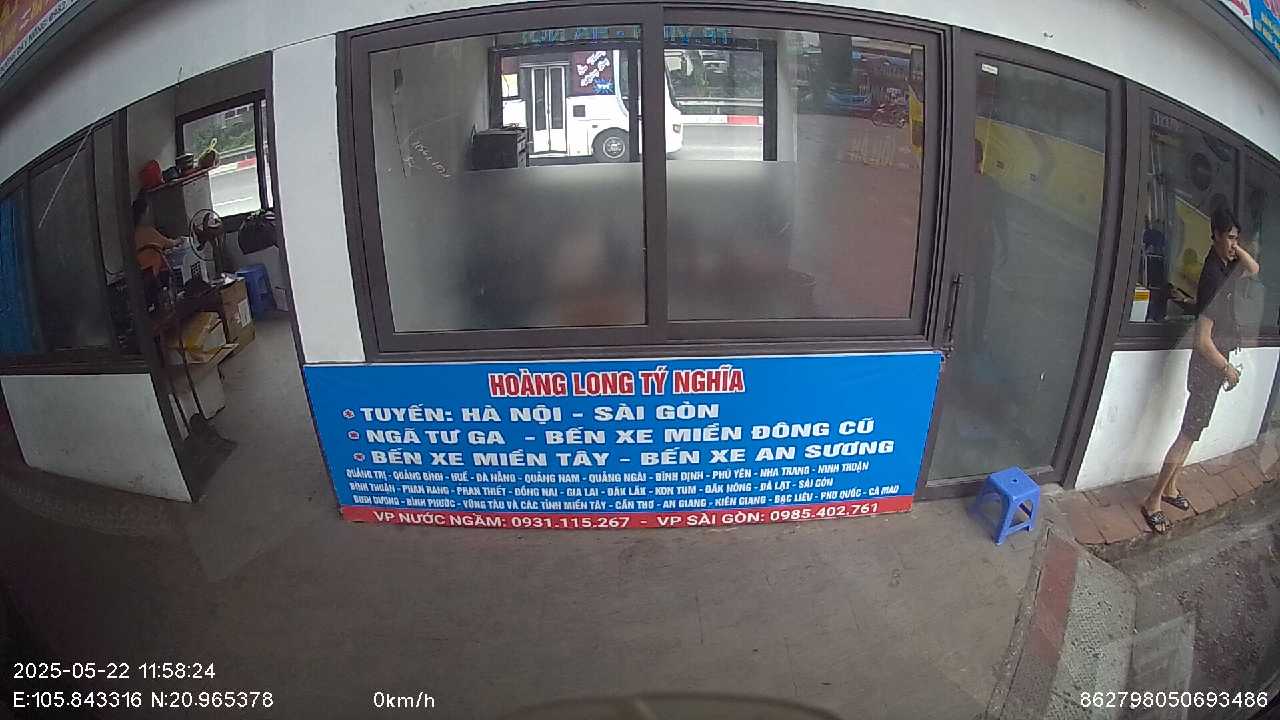 HOÀNG LONG TÝ NGHĨA
TUYẾN: HÀ NỘI - SÀI GÒN
NGÃ TƯ GA - BẾN XE MIỀN ĐÔNG CŨ
BẾN XE MIỀN TÂY - BẾN XE AN SƯƠNG
QUẢNG TRỊ - QUẢNG BÌNH - HUẾ - ĐÀ NẴNG - QUẢNG NAM - QUẢNG NGÃI - BÌNH ĐỊNH - PHÚ YÊN - NHA TRANG - NINH THUẬN
BÌNH THUẬN - PHAN RANG - PHAN THIẾT - ĐỒNG NAI - GIA LAI - ĐĂK LĂK - KON TUM - ĐĂK NÔNG - ĐÀ LẠT - SÀI GÒN
BÌNH DƯƠNG - BÌNH PHƯỚC - VŨNG TÀU VÀ CÁC TỈNH MIỀN TÂY - CẦN THƠ - AN GIANG - KIÊN GIANG - BẠC LIÊU - PHÚ QUỐC - CÀ MAU
VP NƯỚC NGẦM: 0931.115.267 - VP SÀI GÒN: 0985.402.761
2025-05-22 11:58:24
E:105.843316 N:20.965378 0km/h 862798050693486